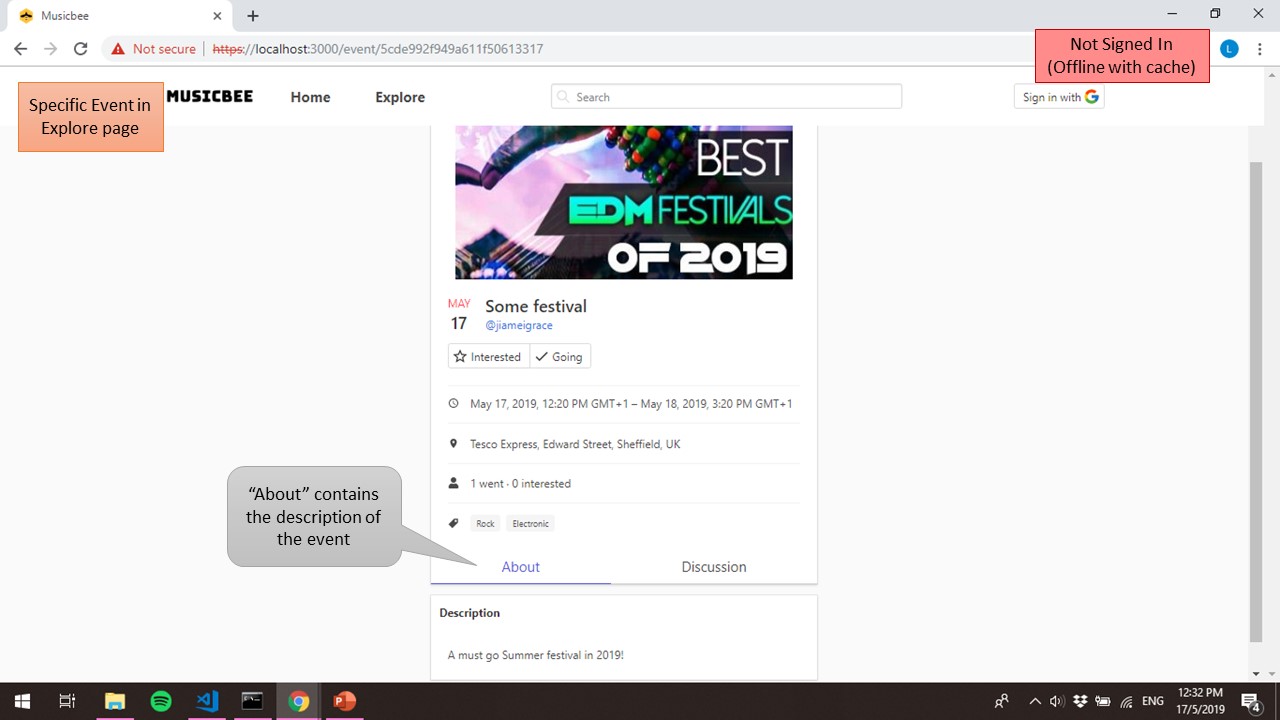 Musicbee
Not secure
https://localhost:3000/event/5cde992f949a611f50613317
L
Not Signed In
(Offline with cache)
Specific Event in
Explore page
MUSICBEE
Home
Explore
Search
Sign in with
BEST
EDM FESTIVALS
OF 2019
MAY
17
Some festival
@jiameigrace
Interested
Going
May 17, 2019, 12:20 PM GMT+1 – May 18, 2019, 3:20 PM GMT+1
Tesco Express, Edward Street, Sheffield, UK
1 went · 0 interested
Rock
Electronic
“About” contains
the description of
the event
About
Discussion
Description
A must go Summer festival in 2019!
ENG
12:32 PM
17/5/2019
4